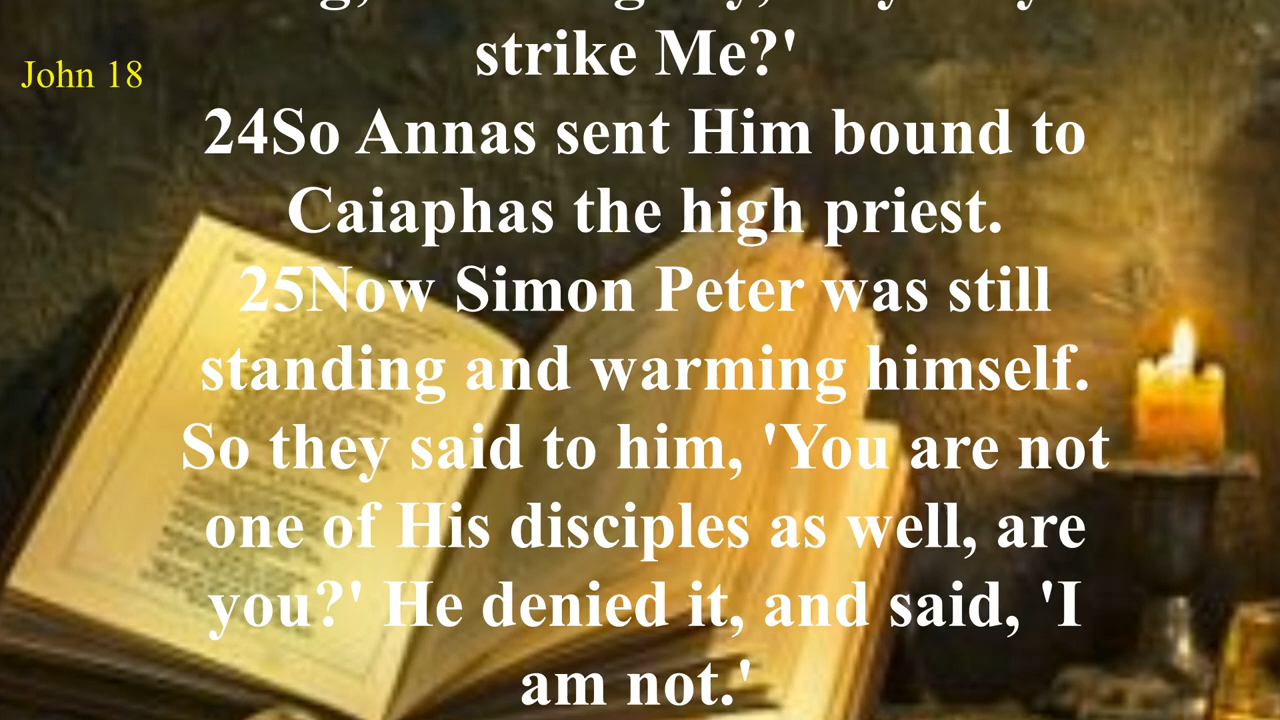 strike Me?'
John 18
24So Annas sent Him bound to
Caiaphas the high priest.
25Now Simon Peter was still
standing and warming himself.
So they said to him, 'You are not
one of His disciples as well, are
you?' He denied it, and said, 'I
am not.'